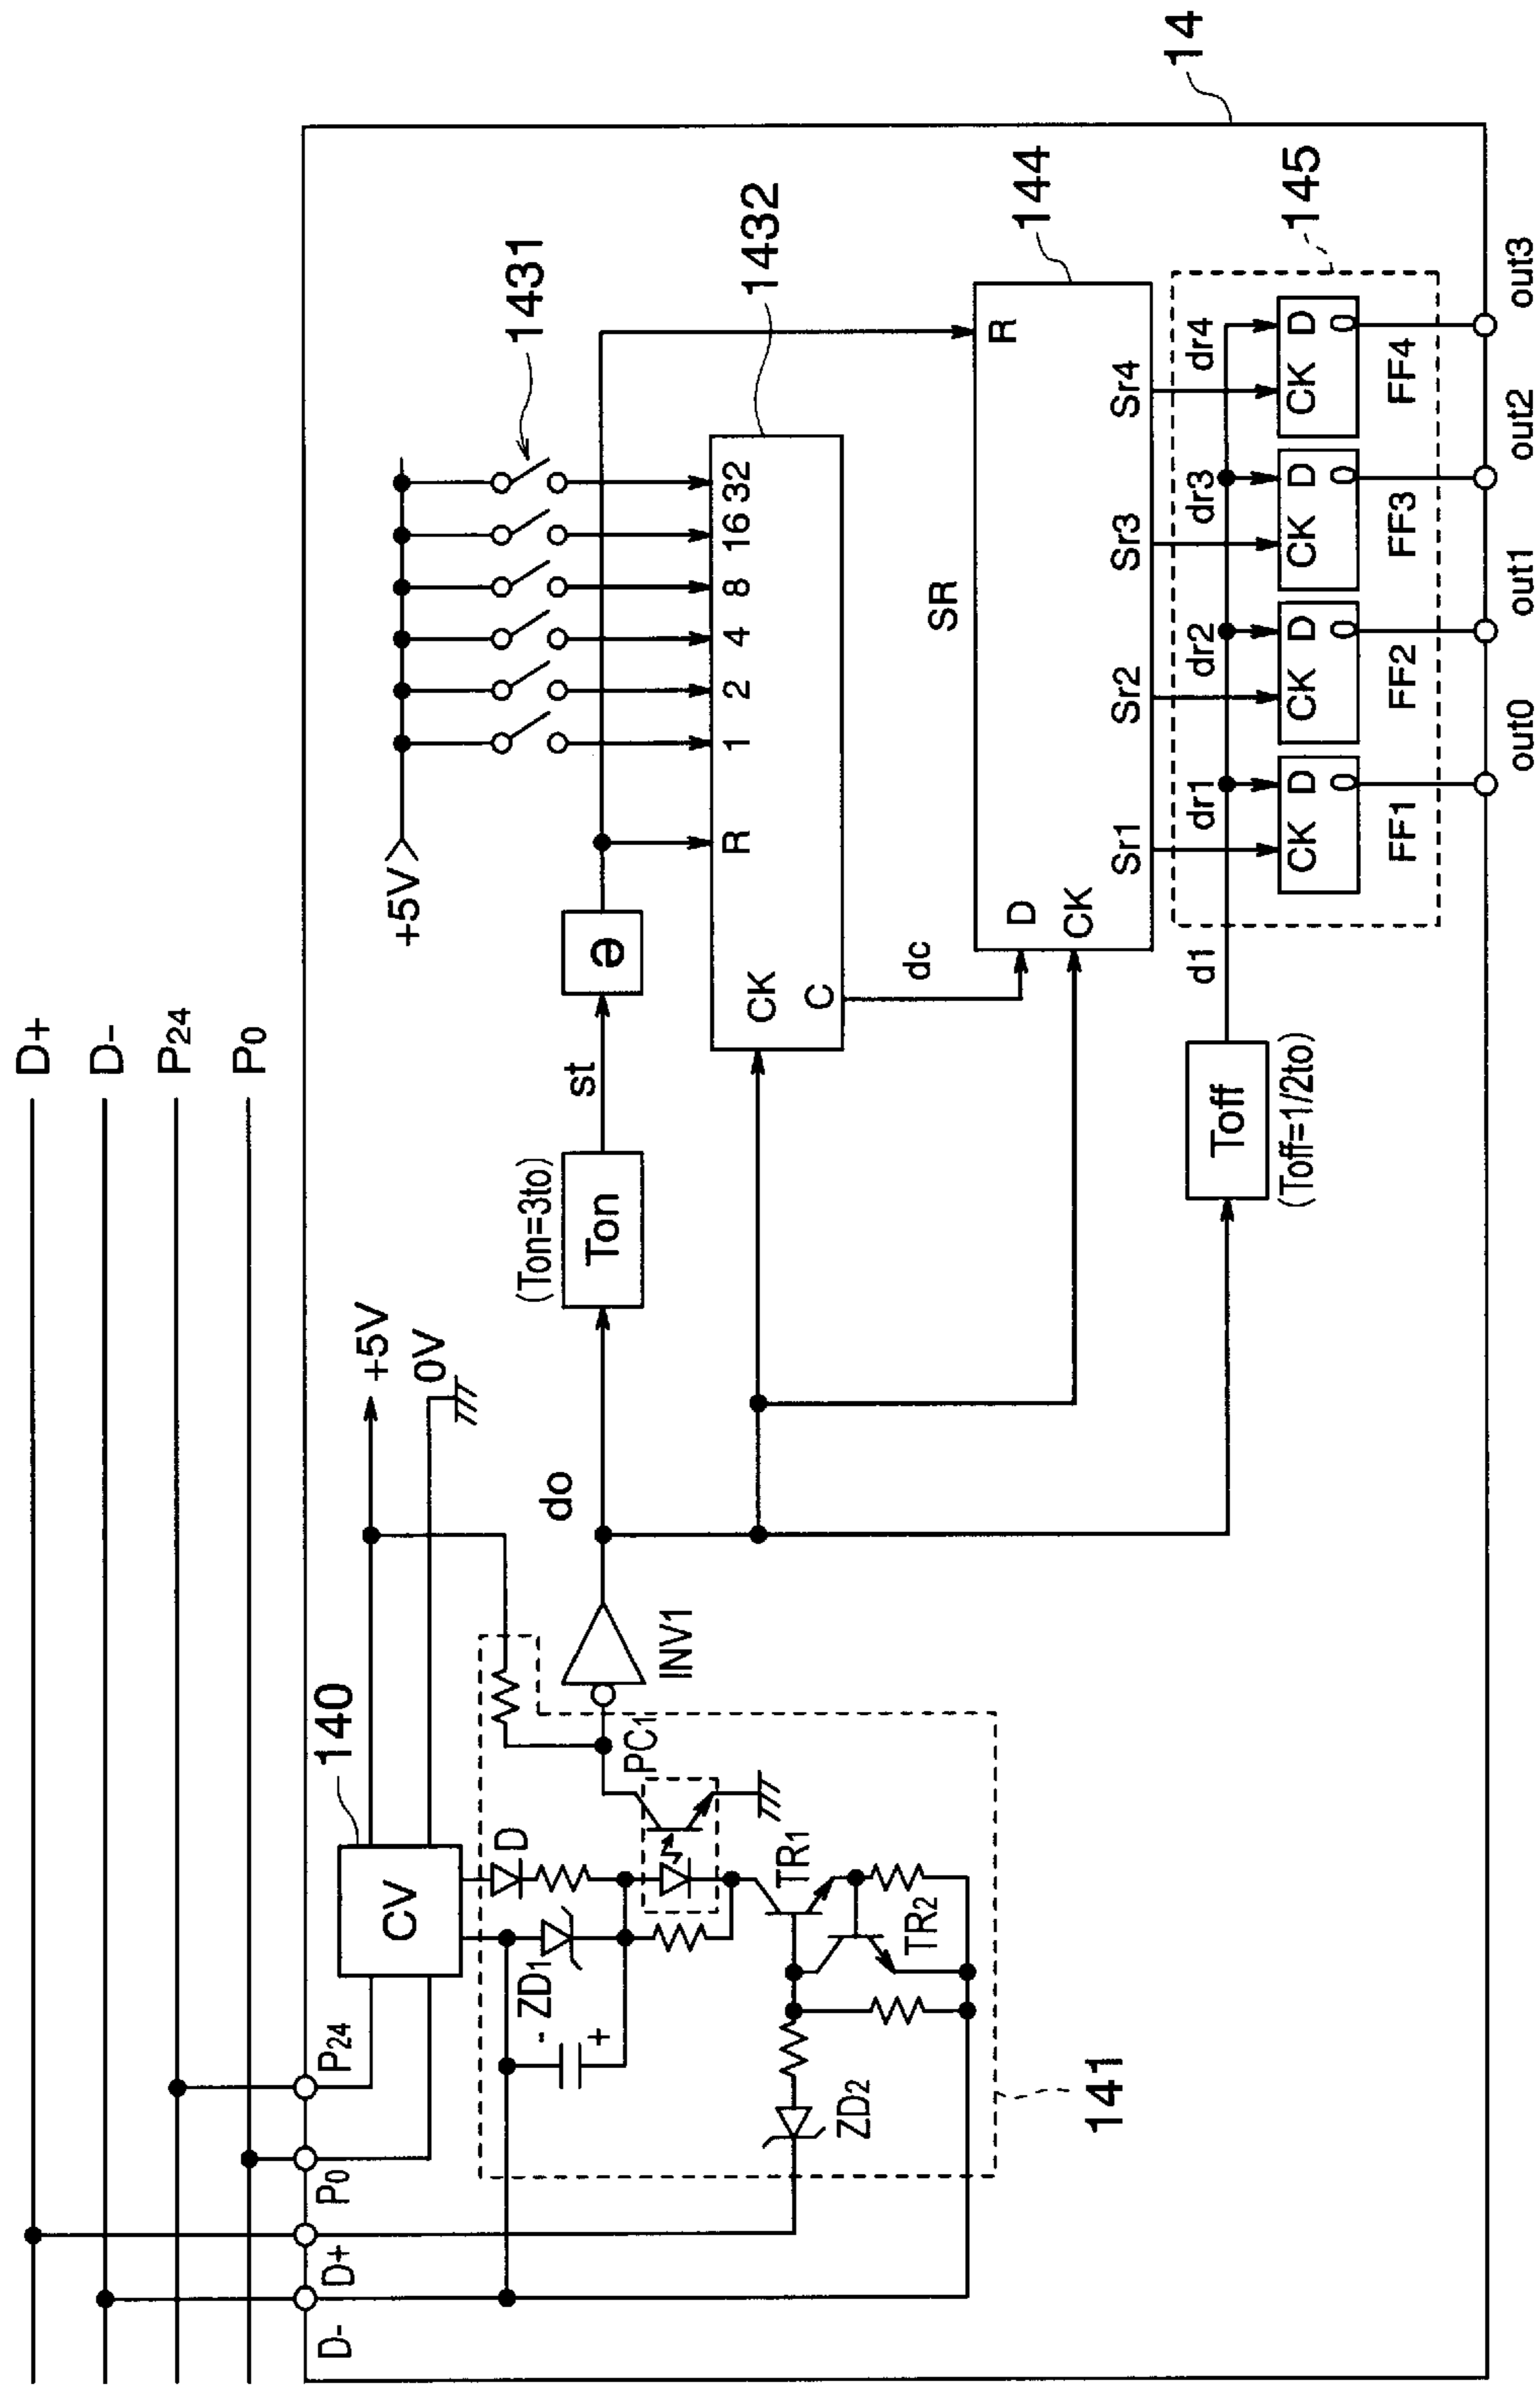 D+
D-
P24
P0
14
140
CV
+5V
0V
P24
P0
D+
D-
D
ZD1
-
+
PC1
TR1
TR2
ZD2
141
INV1
do
(Ton=3to)
Ton
st
e
+5V
1431
1432
R
1
2
4
8
16
32
CK
C
dc
144
R
SR
D
CK
Sr1
Sr2
Sr3
Sr4
(Toff=1/2to)
Toff
d1
dr1
dr2
dr3
dr4
145
CK D
O
CK D
O
CK D
O
CK D
O
FF1
FF2
FF3
FF4
out0
out1
out2
out3